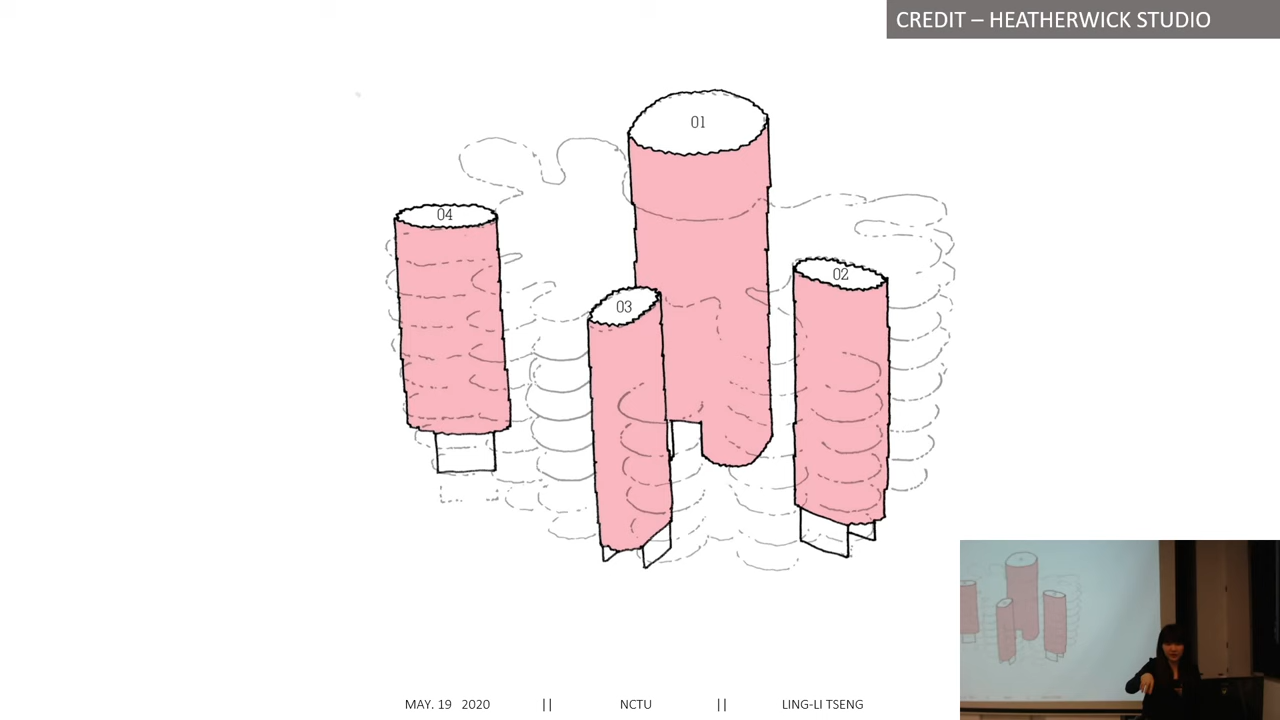 CREDIT – HEATHERWICK STUDIO
01
04
02
03
MAY. 19 2020 || NCTU || LING-LI TSENG